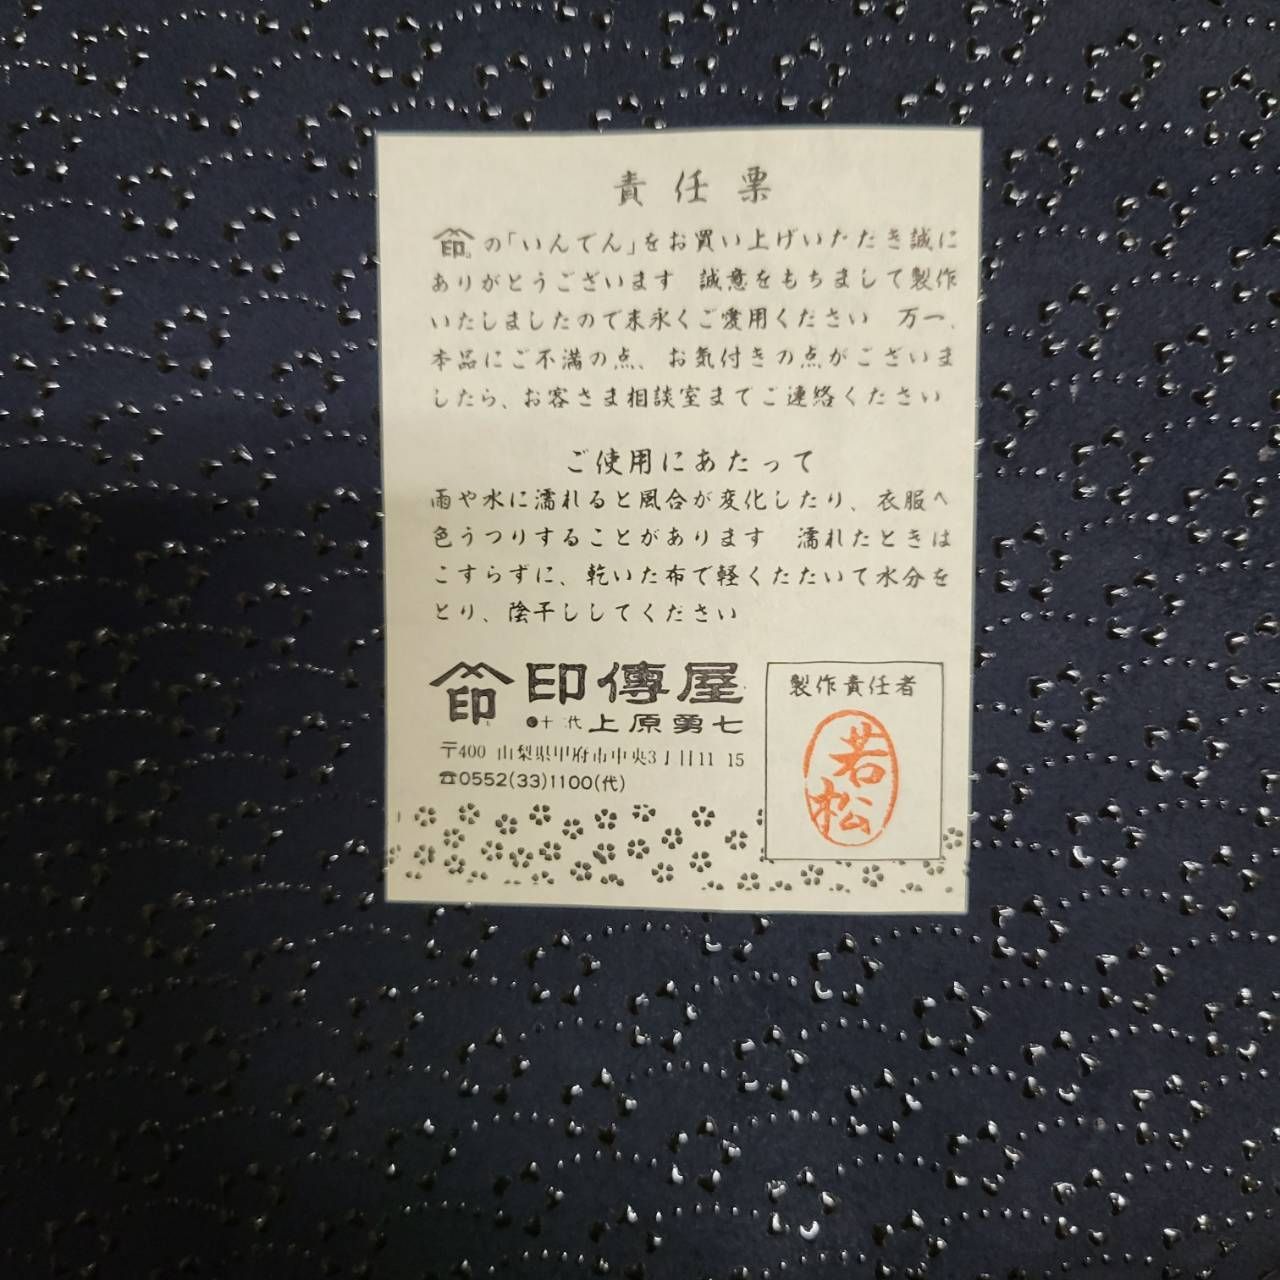 責任票
印の「いんでん」をお買い上げいただき誠に
ありがとうございます　誠意をもちまして製作
いたしましたので末永くご愛用ください　万一、
本品にご不満の点、お気付きの点がございま
したら、お客さま相談室までご連絡ください
ご使用にあたって
雨や水に濡れると風合が変化したり、衣服へ
色うつりすることがあります　濡れたときは
こすらずに、乾いた布で軽くたたいて水分を
とり、陰干ししてください
印 印傳屋
●十二代 上原勇七
〒400 山梨県甲府市中央3丁目11 15
☎0552(33)1100(代)
製作責任者
若松